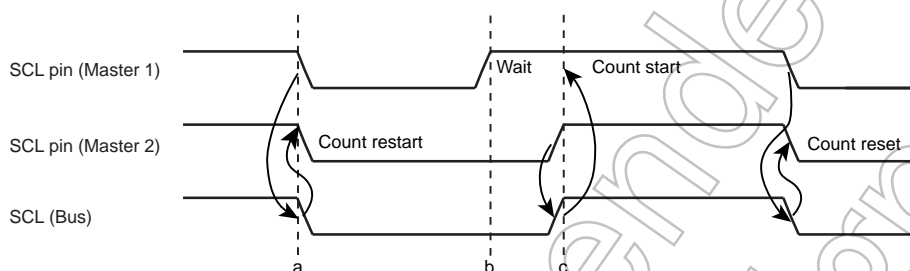 SCL pin (Master 1)
Wait
Count start
SCL pin (Master 2)
Count restart
Count reset
SCL (Bus)
a
b
c